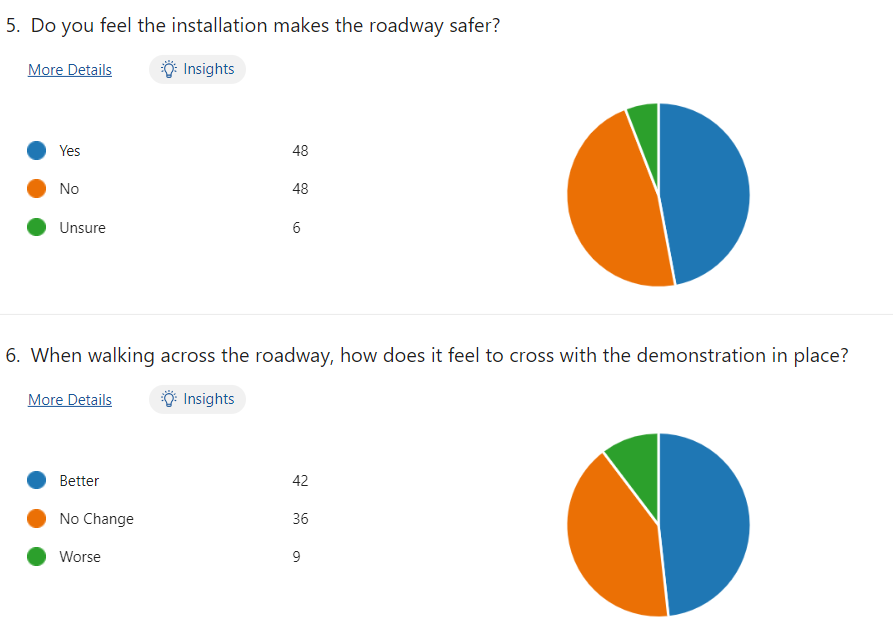 5. Do you feel the installation makes the roadway safer?
More Details Insights
Yes 48
No 48
Unsure 6
6. When walking across the roadway, how does it feel to cross with the demonstration in place?
More Details Insights
Better 42
No Change 36
Worse 9